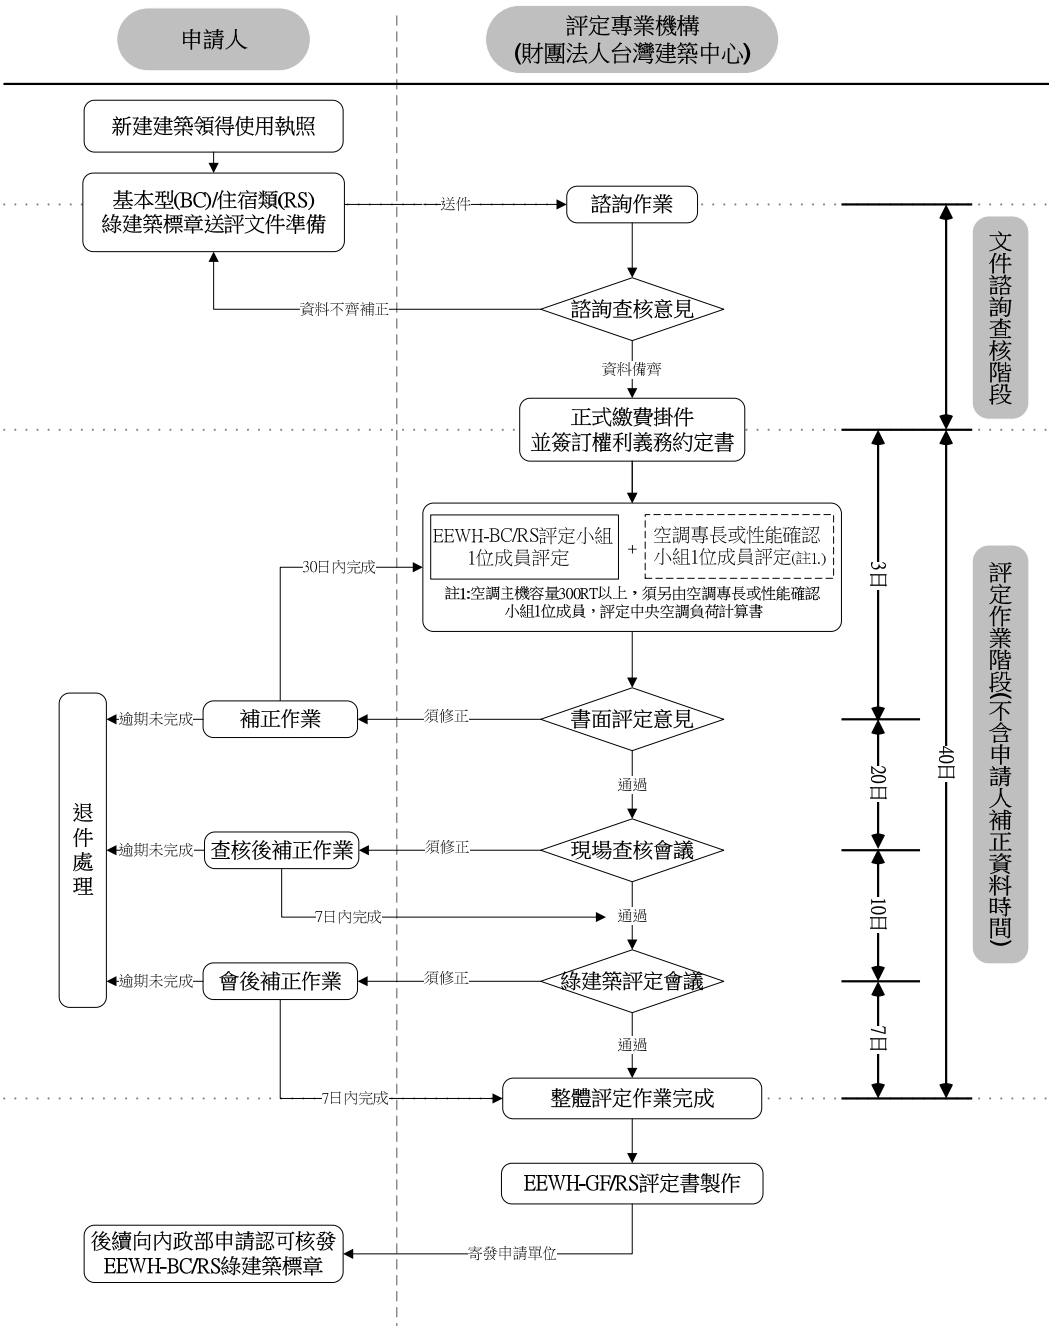 申請人
評定專業機構
(財團法人台灣建築中心)
新建建築領得使用執照
基本型(BC)/住宿類(RS)
綠建築標章送評文件準備
送件
諮詢作業
諮詢查核意見
資料不齊補正
資料備齊
文件諮詢查核階段
正式繳費掛件
並簽訂權利義務約定書
EEWH-BC/RS評定小組
1位成員評定
+
空調專長或性能確認
小組1位成員評定(註1.)
註1:空調主機容量300RT以上，須另由空調專長或性能確認
小組1位成員，評定中央空調負荷計算書
30日內完成
3日
評定作業階段(不含申請人補正資料時間)
40日
書面評定意見
須修正
補正作業
逾期未完成
退件處理
通過
20日
現場查核會議
須修正
查核後補正作業
逾期未完成
7日內完成
通過
10日
綠建築評定會議
須修正
會後補正作業
逾期未完成
通過
7日
7日內完成
整體評定作業完成
EEWH-GF/RS評定書製作
寄發申請單位
後續向內政部申請認可核發
EEWH-BC/RS綠建築標章